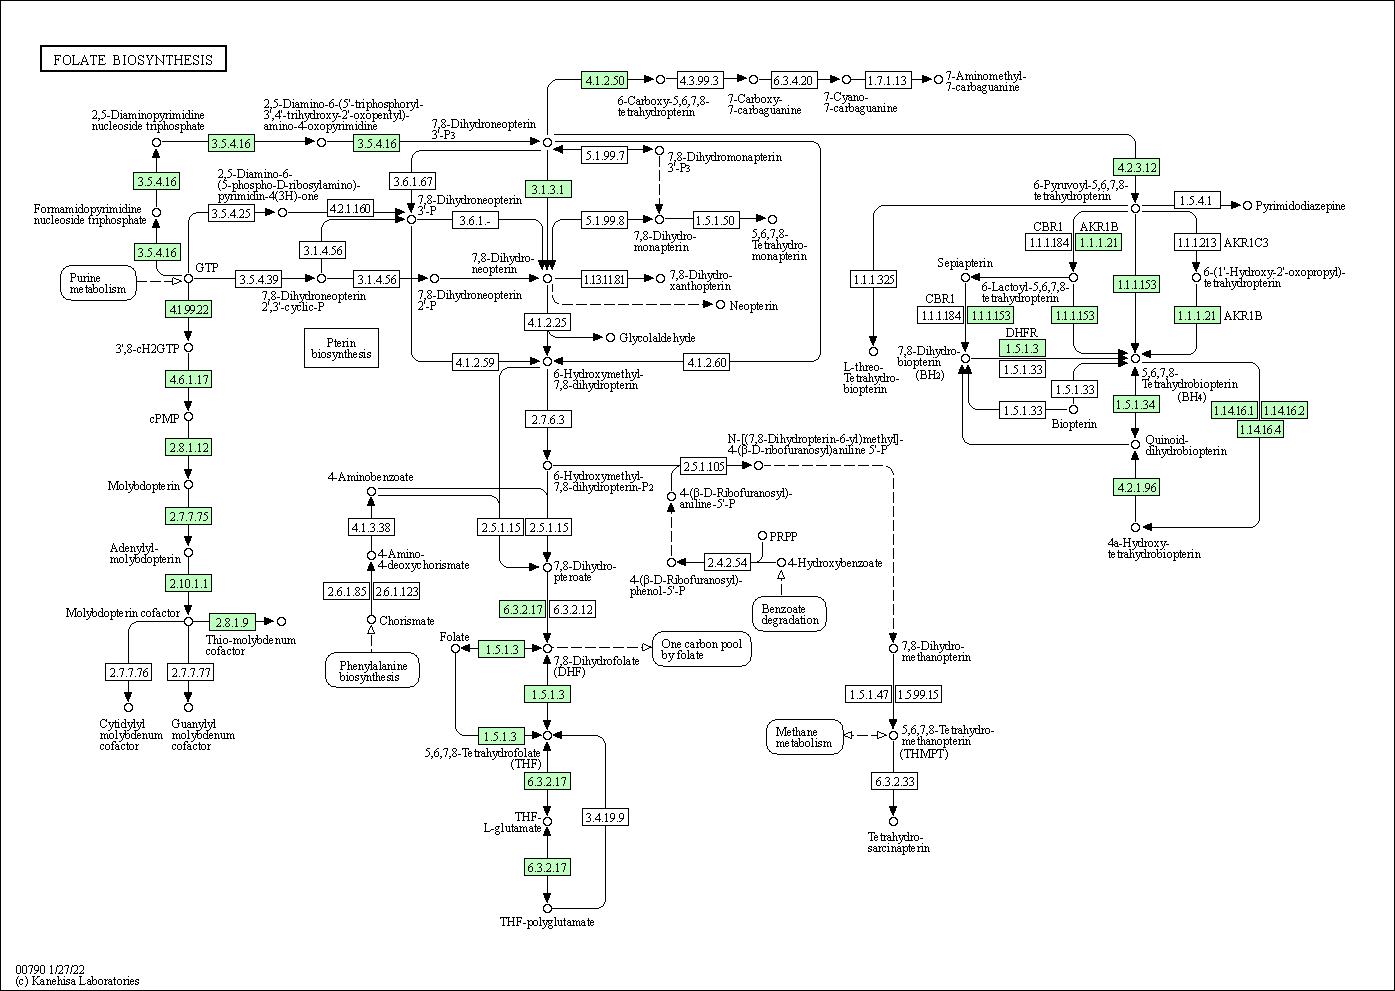 FOLATE BIOSYNTHESIS
4.1.2.50
4.3.99.3
6.3.4.20
1.7.1.13
7-Aminomethyl-
7-carbaguanine
6-Carboxy-5,6,7,8-
tetrahydropterin
7-Carboxy-
7-carbaguanine
7-Cyano-
7-carbaguanine
2,5-Diaminopyrimidine
nucleoside triphosphate
2,5-Diamino-6-(5'-triphosphoryl-
3',4'-trihydroxy-2'-oxopentyl)-
amino-4-oxopyrimidine
7,8-Dihydroneopterin
3'-P3
3.5.4.16
3.5.4.16
5.1.99.7
7,8-Dihydromonapterin
3'-P3
4.2.3.12
3.5.4.16
2,5-Diamino-6-
(5-phospho-D-ribosylamino)-
pyrimidin-4(3H)-one
3.6.1.67
3.1.3.1
6-Pyruvoyl-5,6,7,8-
tetrahydropterin
1.5.4.1
Pyrimidodiazepine
Formamidopyrimidine
nucleoside triphosphate
3.5.4.25
4.2.1.160
7,8-Dihydroneopterin
3'-P
3.6.1.-
5.1.99.8
1.5.1.50
7,8-Dihydro-
monapterin
5,6,7,8-
Tetrahydro-
monapterin
CBR1
AKR1B
1.1.1.184
1.1.1.21
1.1.1.213
AKR1C3
3.5.4.16
3.1.4.56
Purine
metabolism
GTP
3.5.4.39
3.1.4.56
7,8-Dihydro-
neopterin
1.13.11.81
7,8-Dihydro-
xanthopterin
1.1.1.325
Sepiapterin
6-Lactoyl-5,6,7,8-
tetrahydropterin
1.1.1.153
6-(1'-Hydroxy-2'-oxopropyl)-
tetrahydropterin
7,8-Dihydroneopterin
2',3'-cyclic-P
7,8-Dihydroneopterin
2'-P
Neopterin
4.1.99.22
4.1.2.25
CBR1
1.1.1.184
1.1.1.153
1.1.1.153
1.1.1.21
AKR1B
Glycolaldehyde
DHFR
Pterin
biosynthesis
3',8-cH2GTP
4.1.2.59
4.1.2.60
1.5.1.3
1.5.1.33
7,8-Dihydro-
biopterin
(BH2)
6-Hydroxymethyl-
7,8-dihydropterin
L-threo-
Tetrahydro-
biopterin
5,6,7,8-
Tetrahydrobiopterin
(BH4)
4.6.1.17
1.5.1.33
1.5.1.33
Biopterin
1.5.1.34
1.14.16.1
1.14.16.2
1.14.16.4
cPMP
2.7.6.3
2.8.1.12
N-[(7,8-Dihydropterin-6-yl)methyl]-
4-(β-D-ribofuranosyl)aniline 5'-P
Quinoid-
dihydrobiopterin
2.5.1.105
6-Hydroxymethyl-
7,8-dihydropterin-P2
4-Aminobenzoate
Molybdopterin
4-(β-D-Ribofuranosyl)-
aniline-5'-P
4.2.1.96
2.7.7.75
4.1.3.38
2.5.1.15
2.5.1.15
PRPP
4a-Hydroxy-
tetrahydrobiopterin
Adenylyl-
molybdopterin
4-Amino-
4-deoxychorismate
7,8-Dihydro-
pteroate
2.4.2.54
4-Hydroxybenzoate
4-(β-D-Ribofuranosyl)-
phenol-5'-P
2.10.1.1
2.6.1.85
2.6.1.123
6.3.2.17
6.3.2.12
Benzoate
degradation
Molybdopterin cofactor
2.8.1.9
Thio-molybdenum
cofactor
Chorismate
Folate
1.5.1.3
7,8-Dihydrofolate
(DHF)
One carbon pool
by folate
7,8-Dihydro-
methanopterin
Phenylalanine
biosynthesis
2.7.7.76
2.7.7.77
1.5.1.3
1.5.1.47
1.5.99.15
Cytidylyl
molybdenum
cofactor
Guanylyl
molybdenum
cofactor
1.5.1.3
5,6,7,8-Tetrahydrofolate
(THF)
Methane
metabolism
5,6,7,8-Tetrahydro-
methanopterin
(THMPT)
6.3.2.17
6.3.2.33
THF-
L-glutamate
3.4.19.9
Tetrahydro-
sarcinapterin
6.3.2.17
THF-polyglutamate
00790 1/27/22
(c) Kanehisa Laboratories